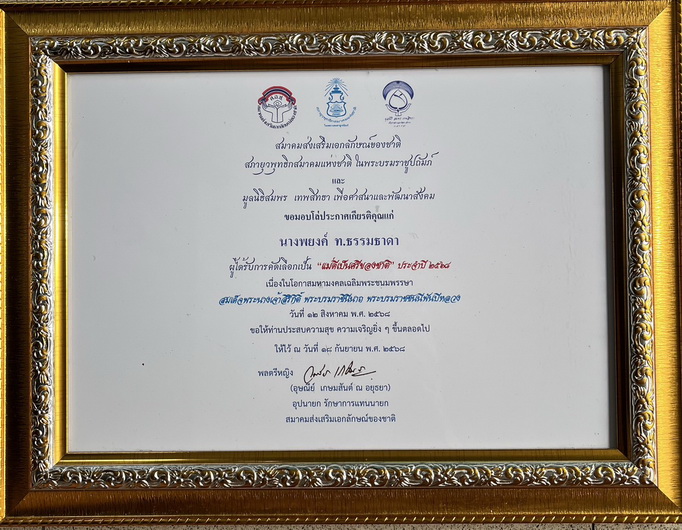 ส.อ.ช.
สมาคมส่งเสริมเอกลักษณ์ของชาติ
สภายุวพุทธิกสมาคมแห่งชาติ ในพระบรมราชูปถัมภ์
และ
มูลนิธิสมพร เทพสิทธา เพื่อศาสนาและพัฒนาสังคม
ขอมอบโล่ประกาศเกียรติคุณแก่
นางพยงค์ ท.ธรรมธาดา
ผู้ได้รับการคัดเลือกเป็น "แม่ดีเป็นศรีของชาติ" ประจำปี ๒๕๖๘
เนื่องในโอกาสมหามงคลเฉลิมพระชนมพรรษา
สมเด็จพระนางเจ้าสิริกิติ์ พระบรมราชินีนาถ พระบรมราชชนนีพันปีหลวง
วันที่ ๑๒ สิงหาคม พ.ศ. ๒๕๖๘
ขอให้ท่านประสบความสุข ความเจริญยิ่ง ๆ ขึ้นตลอดไป
ให้ไว้ ณ วันที่ ๑๘ กันยายน พ.ศ. ๒๕๖๘
พลตรีหญิง
(อุษณีย์ เกษมสันต์ ณ อยุธยา)
อุปนายก รักษาการแทนนายก
สมาคมส่งเสริมเอกลักษณ์ของชาติ